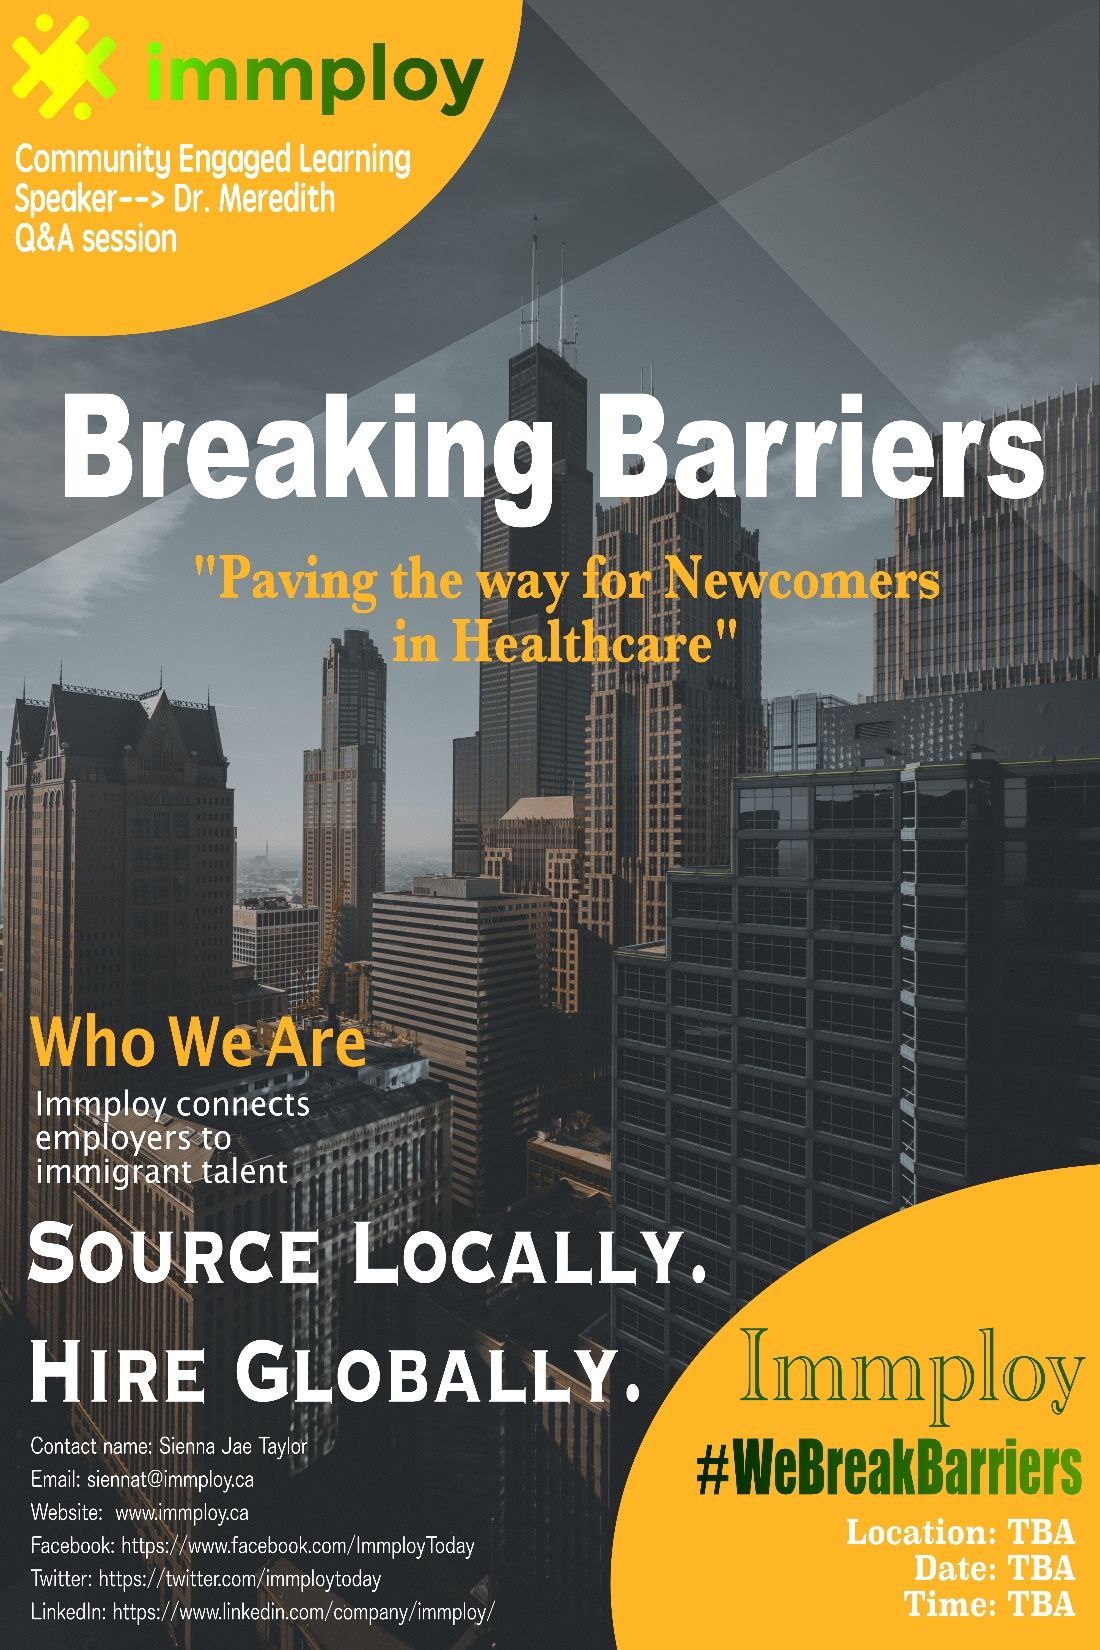 immploy
Community Engaged Learning
Speaker--> Dr. Meredith
Q&A session
Breaking Barriers
"Paving the way for Newcomers
in Healthcare"
Who We Are
Immploy connects
employers to
immigrant talent
SOURCE LOCALLY.
HIRE GLOBALLY.
Contact name: Sienna Jae Taylor
Email: siennat@immploy.ca
Website: www.immploy.ca
Facebook: https://www.facebook.com/ImmployToday
Twitter: https://twitter.com/immploytoday
LinkedIn: https://www.linkedin.com/company/immploy/
Immploy
#WeBreakBarriers
Location: TBA
Date: TBA
Time: TBA